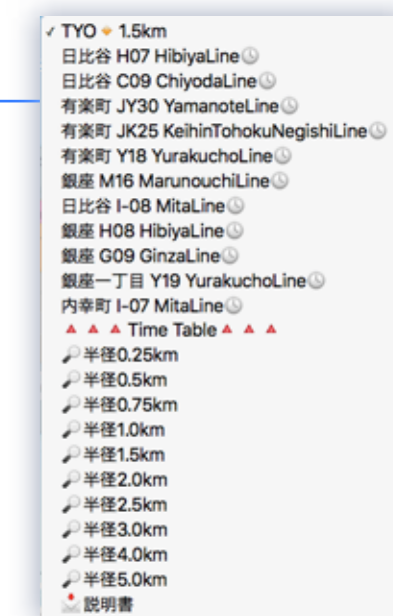 ✓ TYO🔸1.5km
日比谷 H07 HibiyaLine🕒
日比谷 C09 ChiyodaLine🕒
有楽町 JY30 YamanoteLine🕒
有楽町 JK25 KeihinTohokuNegishiLine🕒
有楽町 Y18 YurakuchoLine🕒
銀座 M16 MarunouchiLine🕒
日比谷 I-08 MitaLine🕒
銀座 H08 HibiyaLine🕒
銀座 G09 GinzaLine🕒
銀座一丁目 Y19 YurakuchoLine🕒
内幸町 I-07 MitaLine🕒
🔺🔺🔺Time Table🔺🔺🔺
🔎半径0.25km
🔎半径0.5km
🔎半径0.75km
🔎半径1.0km
🔎半径1.5km
🔎半径2.0km
🔎半径2.5km
🔎半径3.0km
🔎半径4.0km
🔎半径5.0km
📩説明書